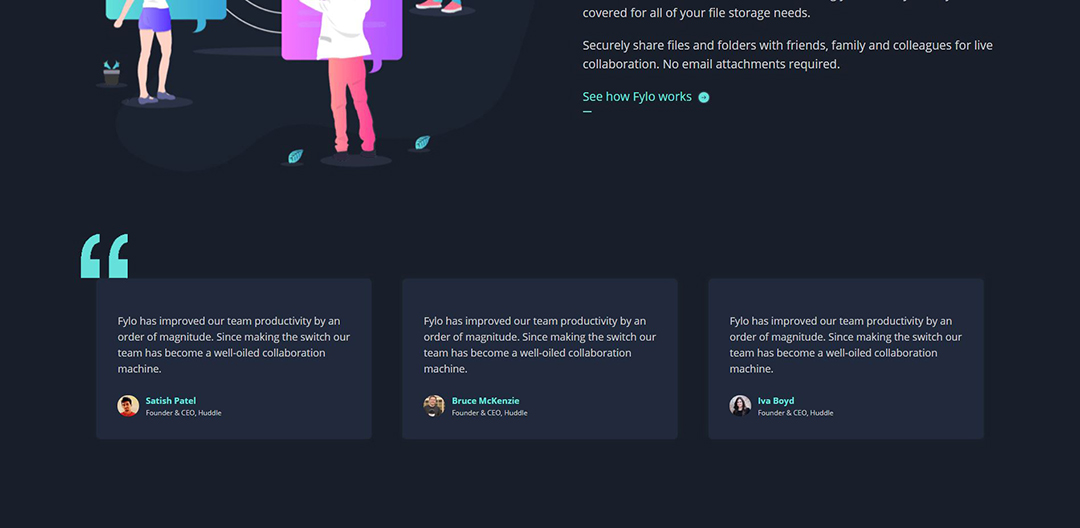 covered for all of your file storage needs.
Securely share files and folders with friends, family and colleagues for live
collaboration. No email attachments required.
See how Fylo works
Fylo has improved our team productivity by an
order of magnitude. Since making the switch our
team has become a well-oiled collaboration
machine.
Satish Patel
Founder & CEO, Huddle
Fylo has improved our team productivity by an
order of magnitude. Since making the switch our
team has become a well-oiled collaboration
machine.
Bruce McKenzie
Founder & CEO, Huddle
Fylo has improved our team productivity by an
order of magnitude. Since making the switch our
team has become a well-oiled collaboration
machine.
Iva Boyd
Founder & CEO, Huddle